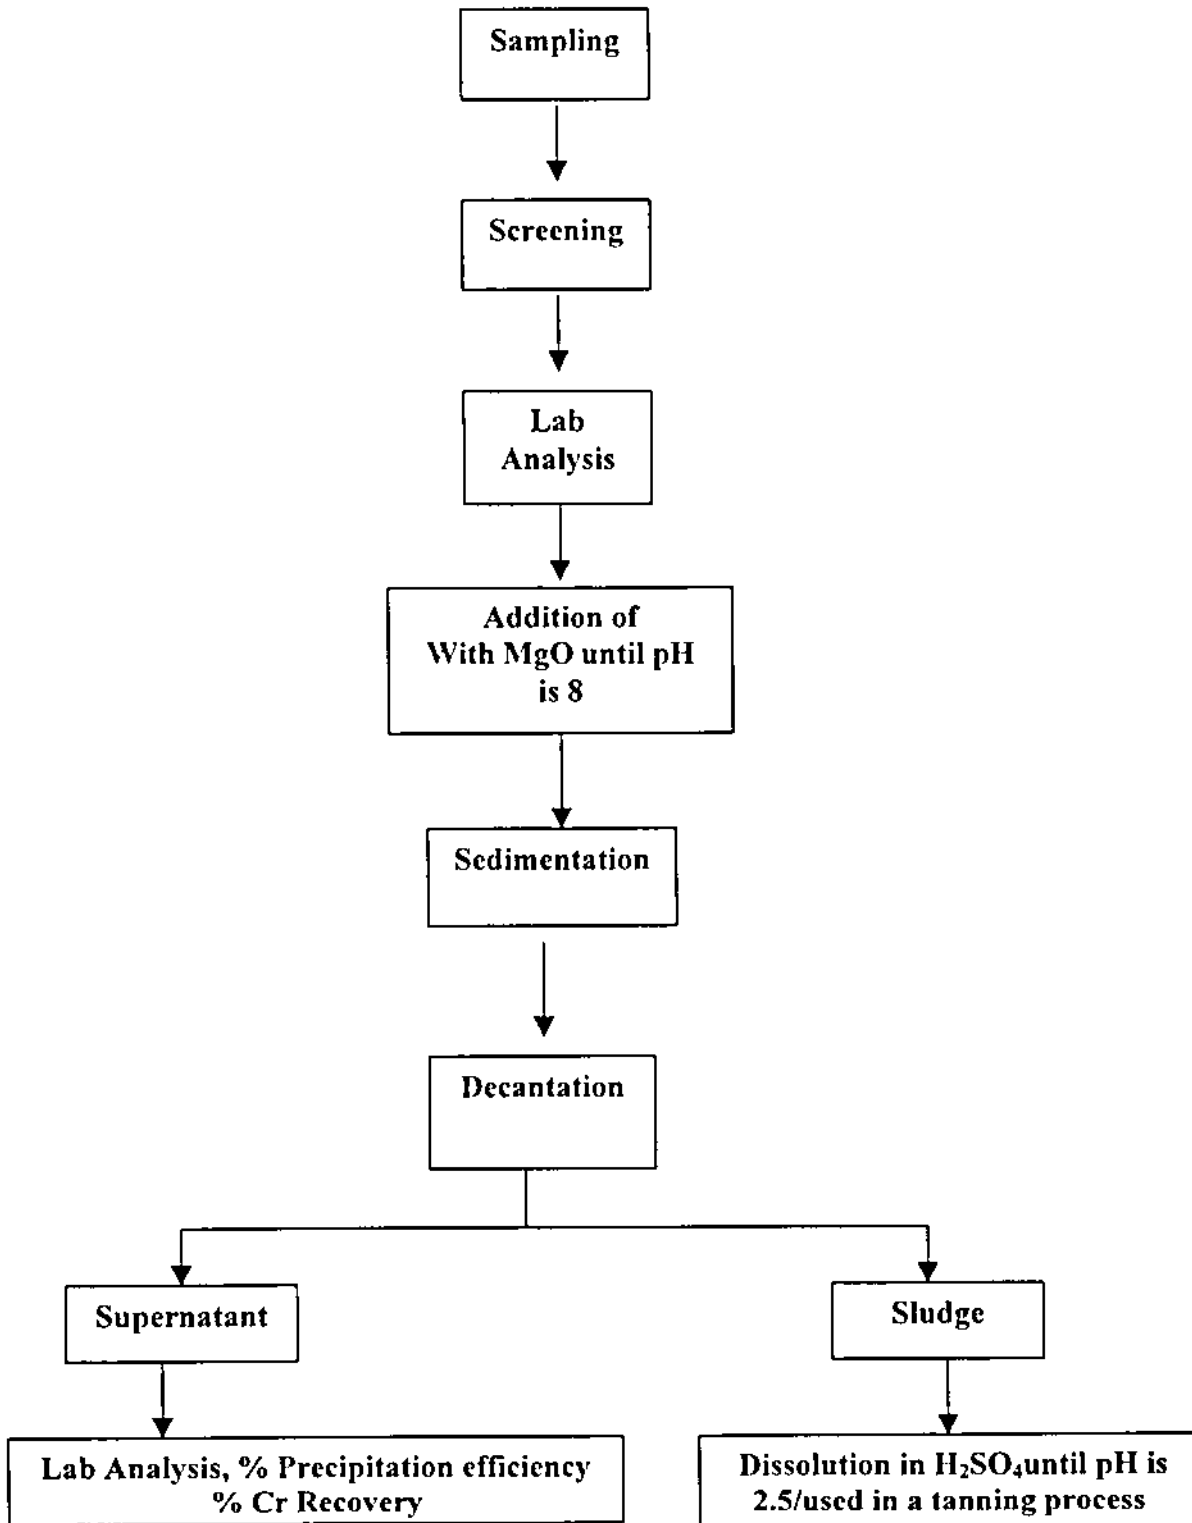 Sampling
Screening
Lab
Analysis
Addition of
With MgO until pH
is 8
Sedimentation
Decantation
Supernatant
Sludge
Lab Analysis, % Precipitation efficiency
% Cr Recovery
Dissolution in H₂SO₄until pH is
2.5/used in a tanning process